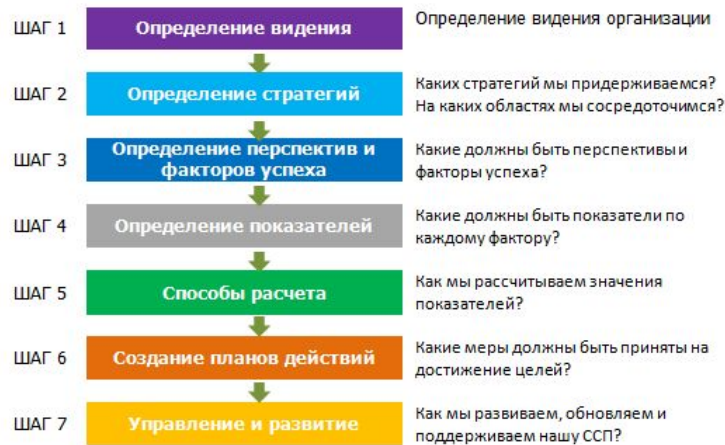 ШАГ 1
Определение видения
Определение видения организации
ШАГ 2
Определение стратегий
Каких стратегий мы придерживаемся?
На каких областях мы сосредоточимся?
ШАГ 3
Определение перспектив и
факторов успеха
Какие должны быть перспективы и
факторы успеха?
ШАГ 4
Определение показателей
Какие должны быть показатели по
каждому фактору?
ШАГ 5
Способы расчета
Как мы рассчитываем значения
показателей?
ШАГ 6
Создание планов действий
Какие меры должны быть приняты на
достижение целей?
ШАГ 7
Управление и развитие
Как мы развиваем, обновляем и
поддерживаем нашу ССП?